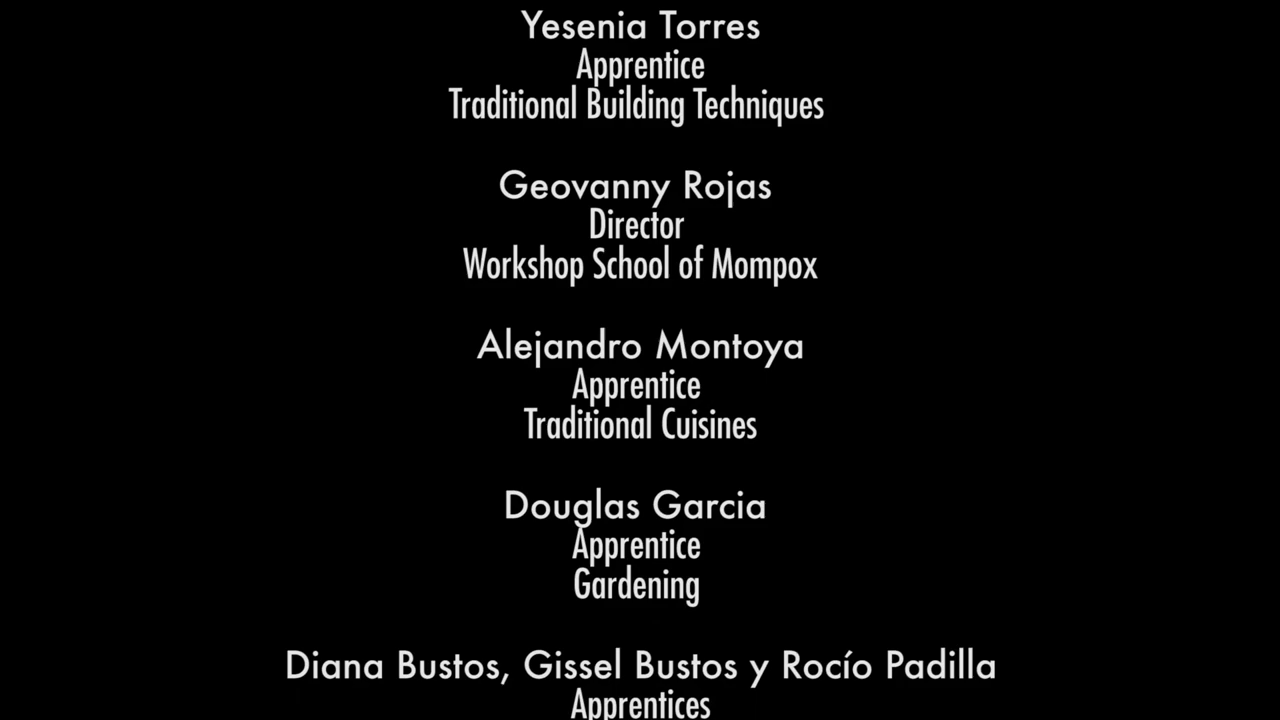 Yesenia Torres
Apprentice
Traditional Building Techniques
Geovanny Rojas
Director
Workshop School of Mompox
Alejandro Montoya
Apprentice
Traditional Cuisines
Douglas Garcia
Apprentice
Gardening
Diana Bustos, Gissel Bustos y Rocío Padilla
Apprentices